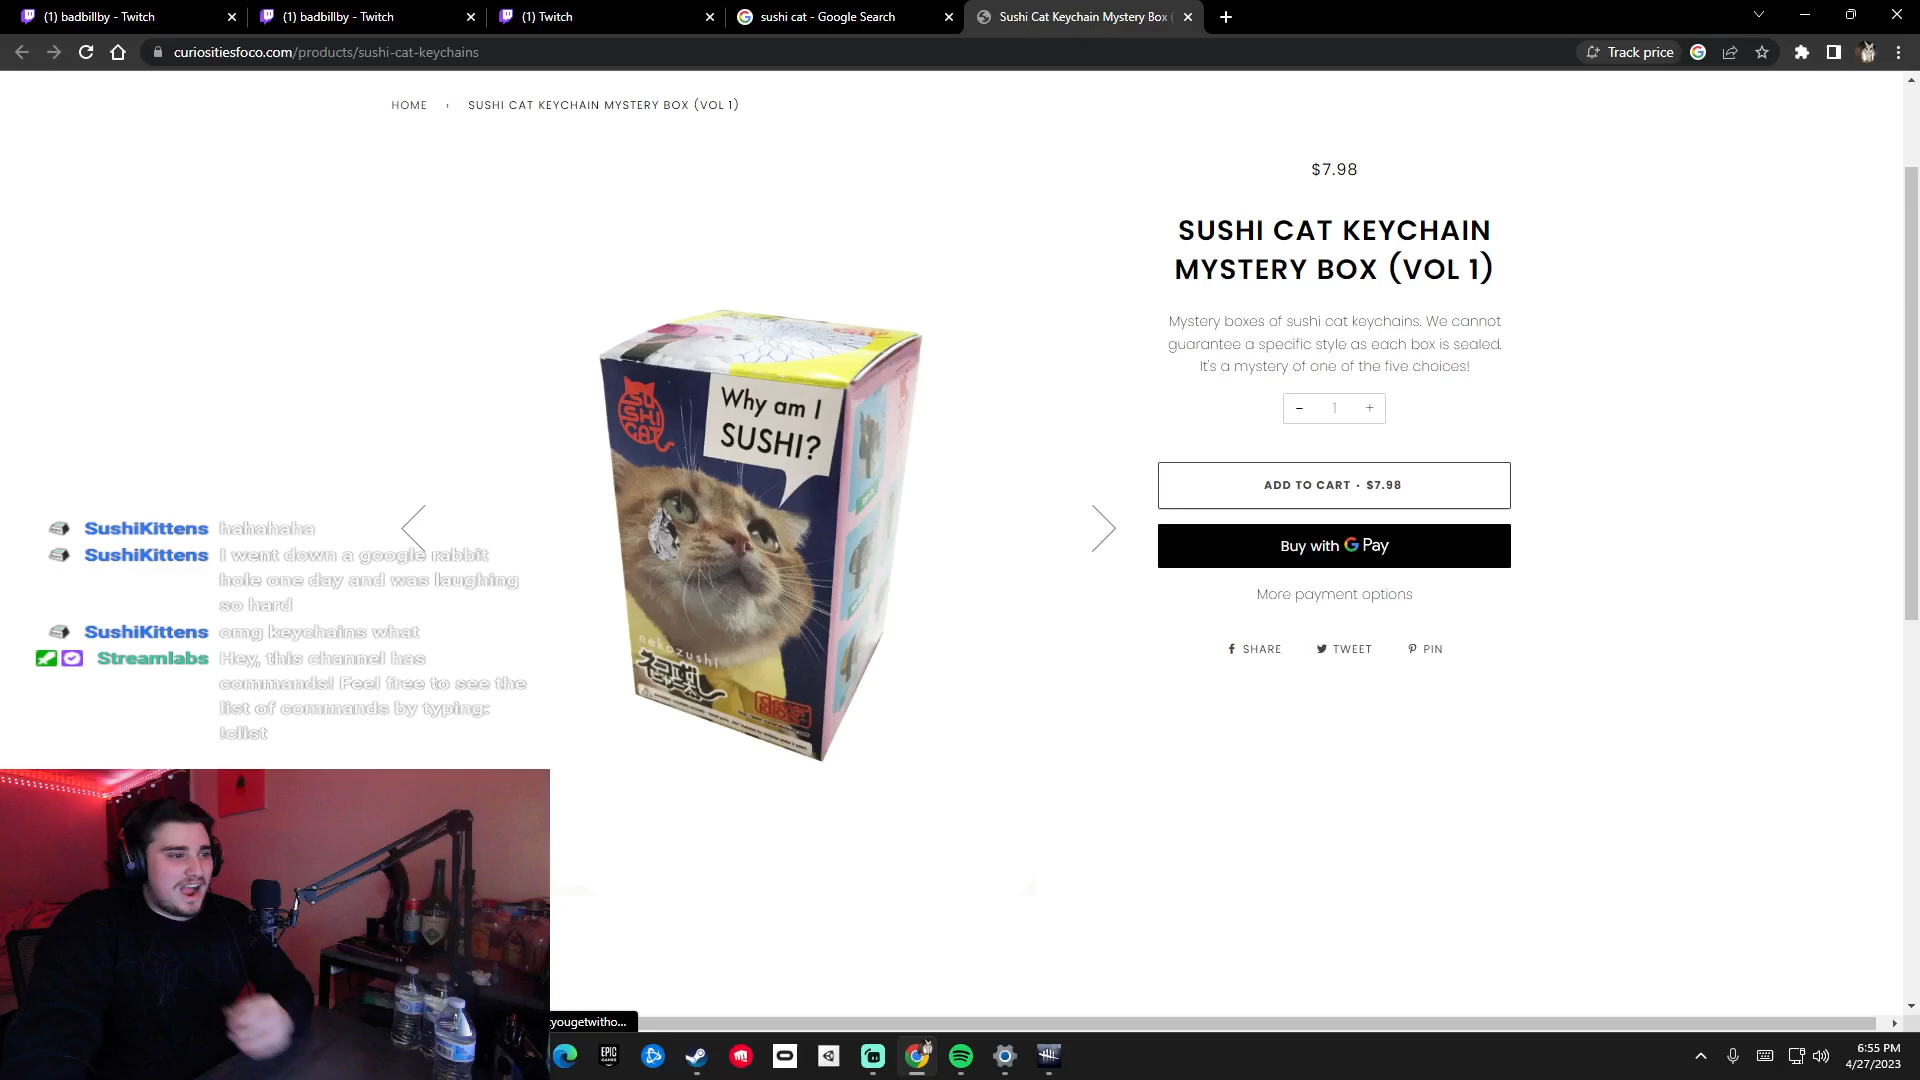 (1) badbillby - Twitch
(1) badbillby - Twitch
(1) Twitch
sushi cat - Google Search
Sushi Cat Keychain Mystery Box (
curiositiesfoco.com/products/sushi-cat-keychains
Track price
HOME › SUSHI CAT KEYCHAIN MYSTERY BOX (VOL 1)
$7.98
SUSHI CAT KEYCHAIN
MYSTERY BOX (VOL 1)
Mystery boxes of sushi cat keychains. We cannot
guarantee a specific style as each box is sealed.
It's a mystery of one of the five choices!
- 1 +
ADD TO CART • $7.98
Buy with G Pay
More payment options
SHARE TWEET PIN
SUSHI CAT
Why am I
SUSHI?
nekozushi
SushiKittens hahahaha
SushiKittens I went down a google rabbit
hole one day and was laughing
so hard
SushiKittens omg keychains what
Streamlabs Hey, this channel has
commands! Feel free to see the
list of commands by typing:
!clist
yougetwitho...
EPIC GAMES
6:55 PM
4/27/2023